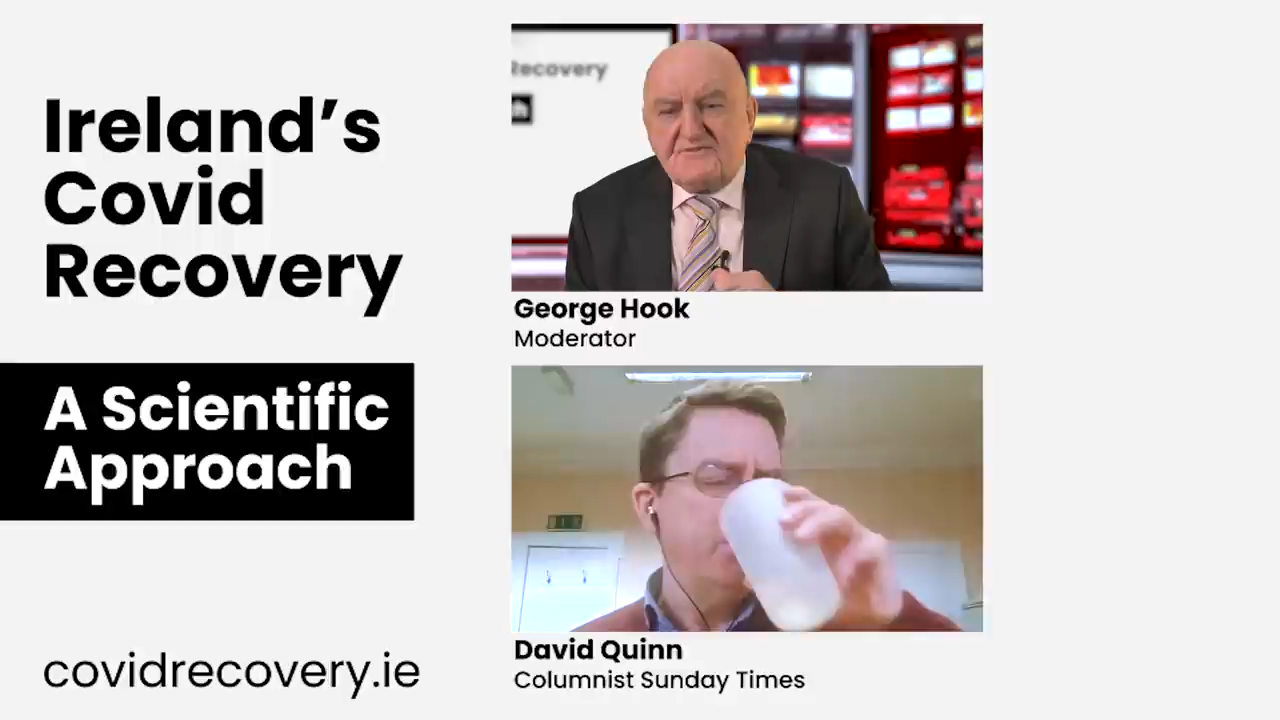 Ireland's
Covid
Recovery
A Scientific
Approach
covidrecovery.ie
Recovery
George Hook
Moderator
David Quinn
Columnist Sunday Times